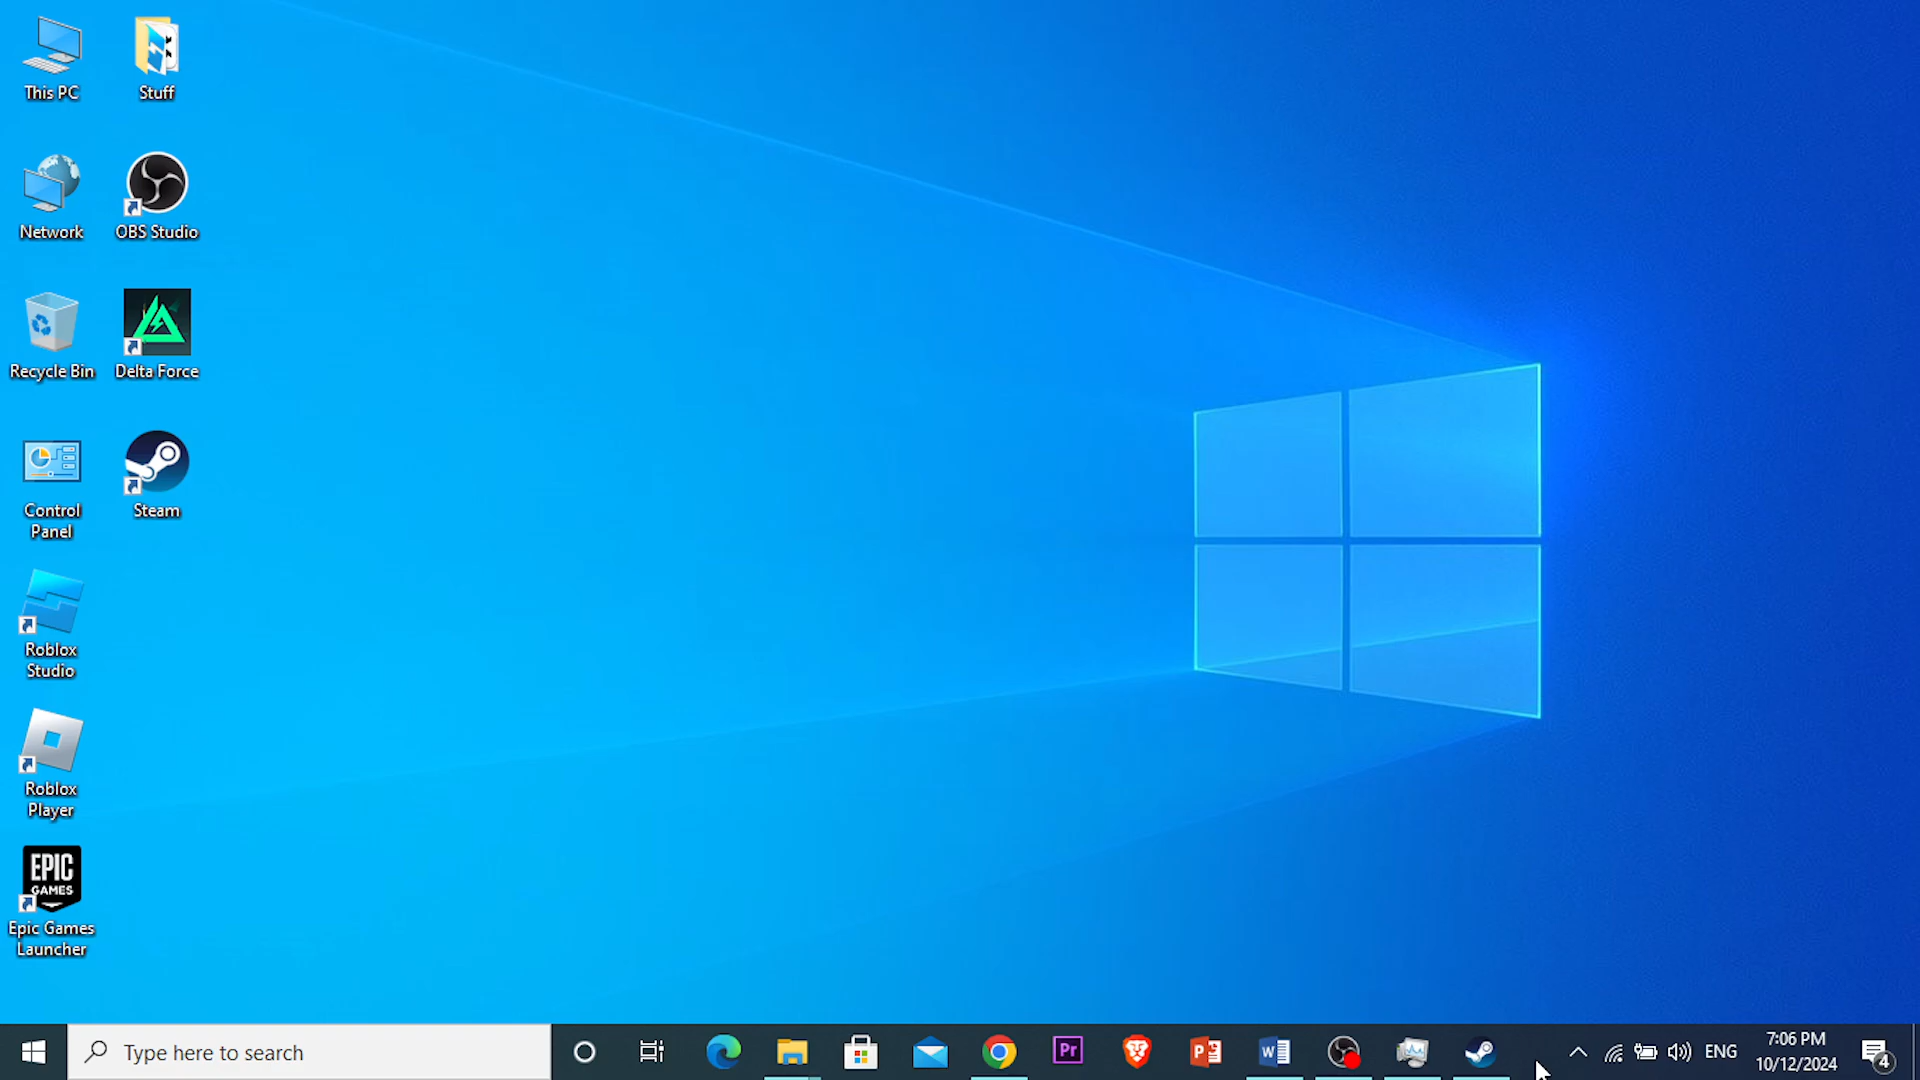 This PC
Stuff
Network
OBS Studio
Recycle Bin
Delta Force
Control
Panel
Steam
Roblox
Studio
Roblox
Player
EPIC
GAMES
Epic Games
Launcher
Type here to search
Pr
P
W
ENG
7:06 PM
10/12/2024
4